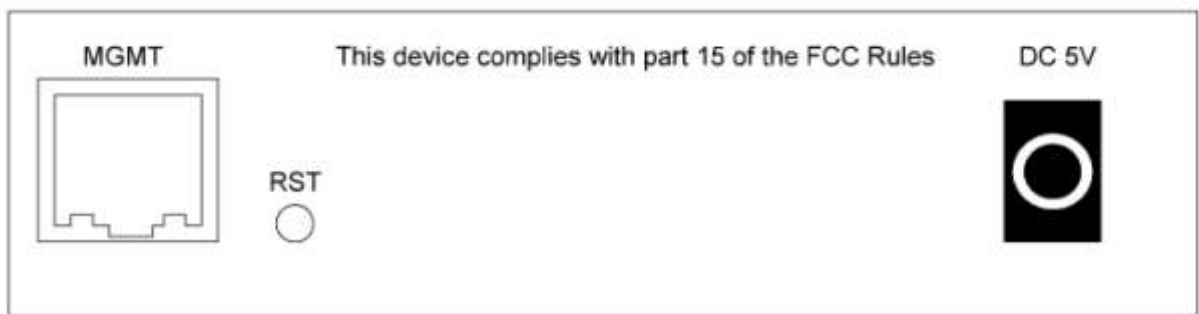 MGMT
This device complies with part 15 of the FCC Rules
DC 5V
RST